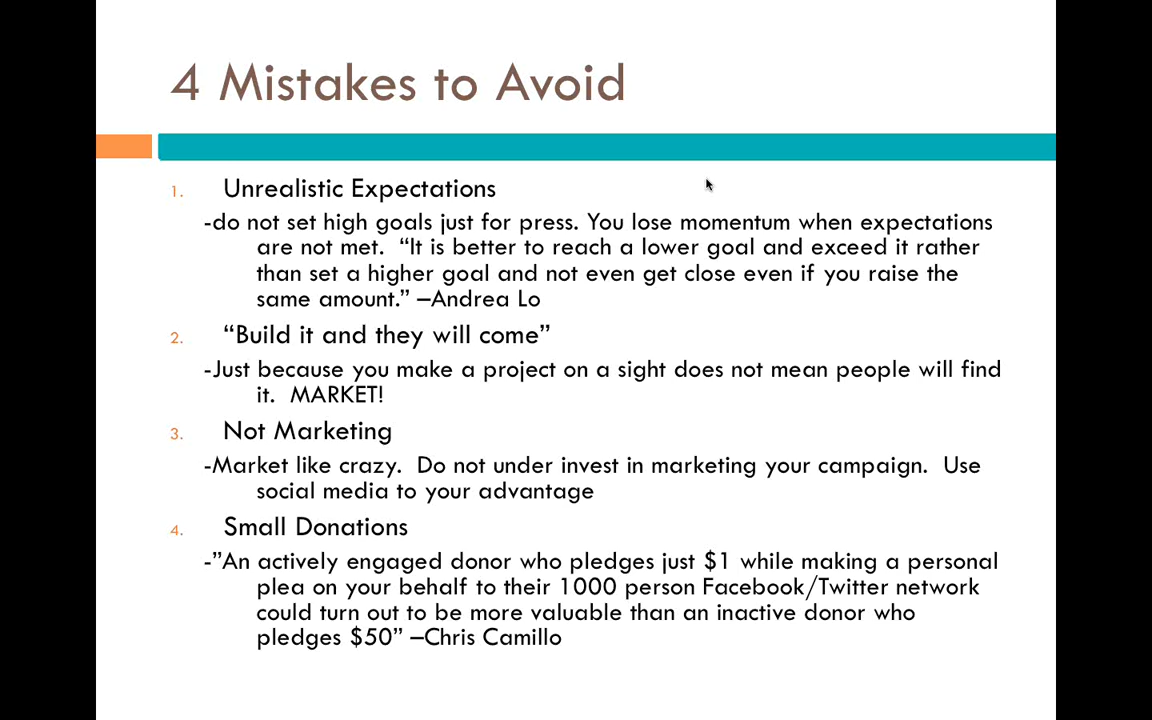 4 Mistakes to Avoid
1. Unrealistic Expectations
-do not set high goals just for press. You lose momentum when expectations
are not met. “It is better to reach a lower goal and exceed it rather
than set a higher goal and not even get close even if you raise the
same amount.” –Andrea Lo
2. “Build it and they will come”
-Just because you make a project on a sight does not mean people will find
it. MARKET!
3. Not Marketing
-Market like crazy. Do not under invest in marketing your campaign. Use
social media to your advantage
4. Small Donations
-”An actively engaged donor who pledges just $1 while making a personal
plea on your behalf to their 1000 person Facebook/Twitter network
could turn out to be more valuable than an inactive donor who
pledges $50” –Chris Camillo